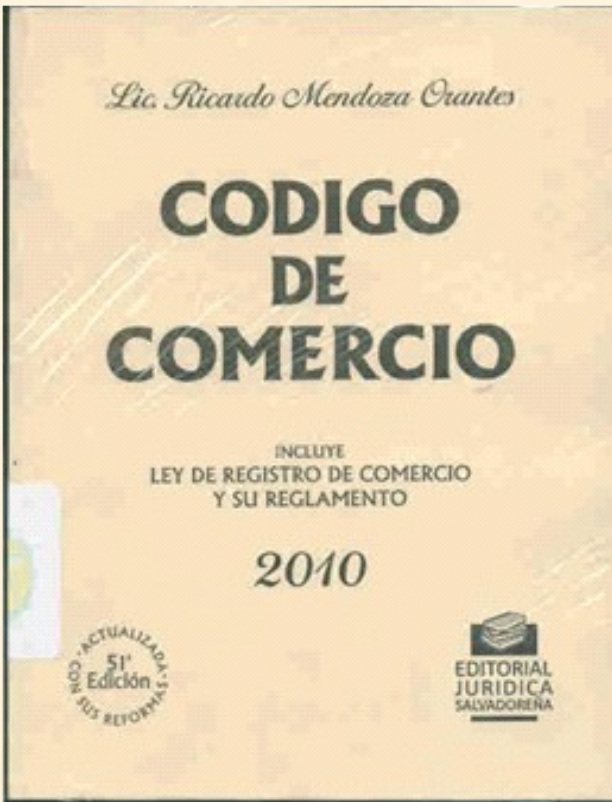 Lic. Ricardo Mendoza Orantes
CODIGO
DE
COMERCIO
INCLUYE
LEY DE REGISTRO DE COMERCIO
Y SU REGLAMENTO
2010
· ACTUALIZADA ·
51ª
Edición
CON SUS REFORMAS
EDITORIAL
JURIDICA
SALVADOREÑA